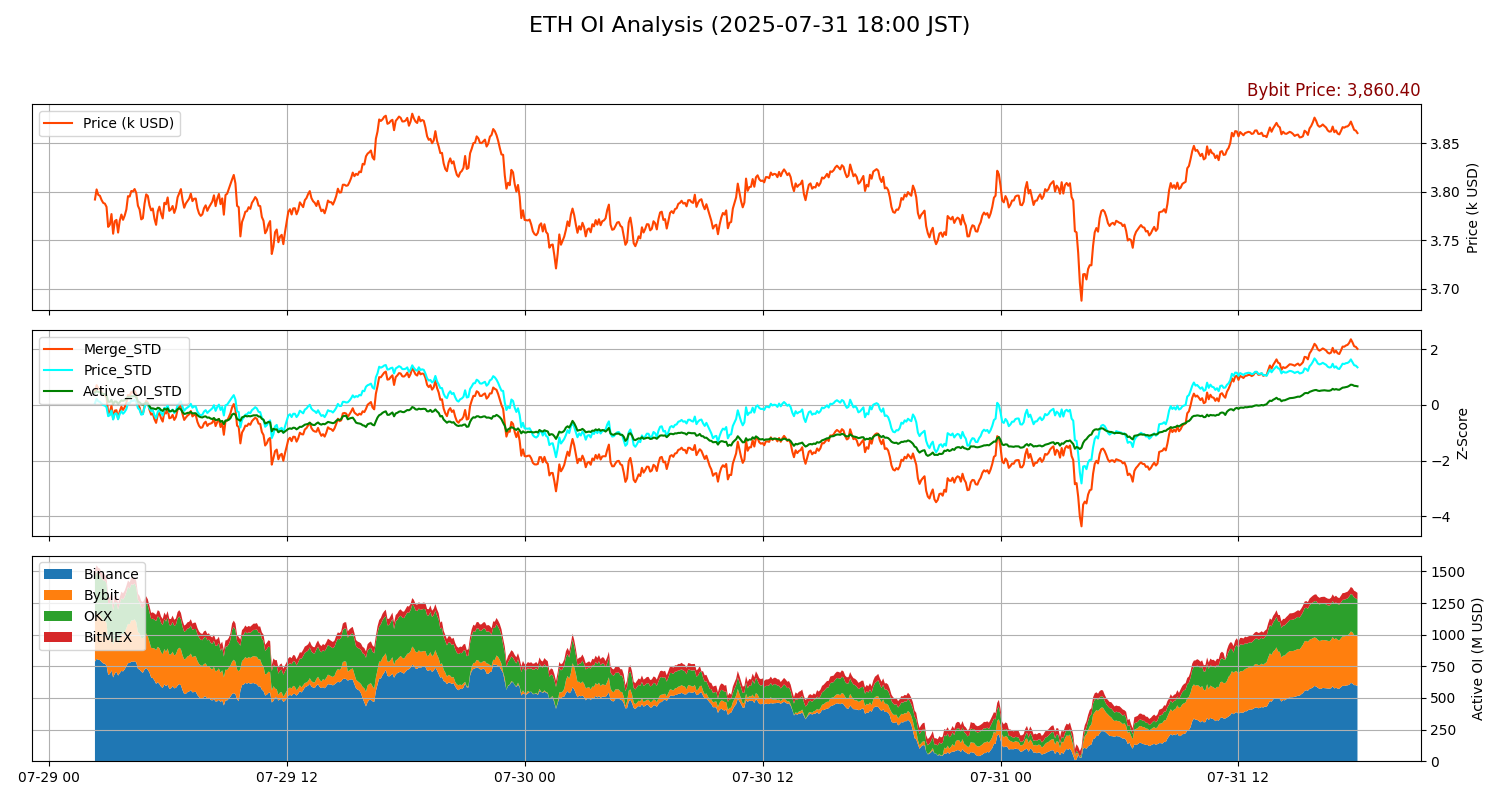 ETH OI Analysis (2025-07-31 18:00 JST)
Bybit Price: 3,860.40
Price (k USD)
3.85
3.80
3.75
3.70
Price (k USD)
Merge_STD
Price_STD
Active_OI_STD
2
0
−2
−4
Z-Score
Binance
Bybit
OKX
BitMEX
1500
1250
1000
750
500
250
0
Active OI (M USD)
07-29 00
07-29 12
07-30 00
07-30 12
07-31 00
07-31 12